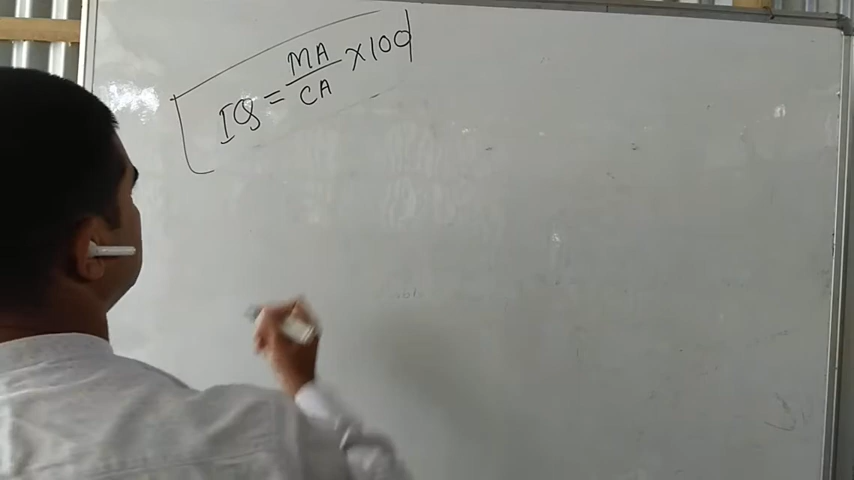 IQ = MA/CA × 100